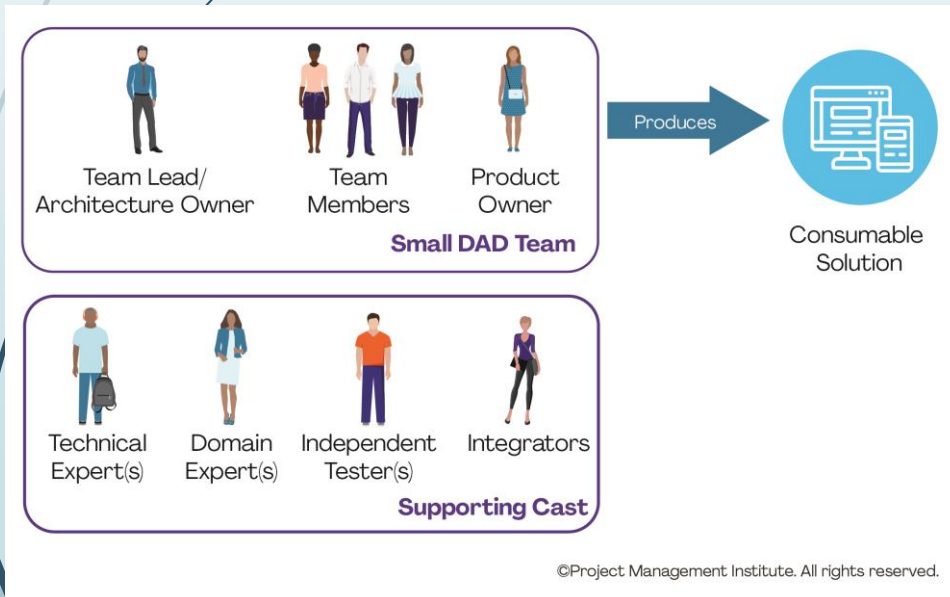 Team Lead/
Architecture Owner
Team
Members
Product
Owner
Small DAD Team
Produces
Consumable
Solution
Technical
Expert(s)
Domain
Expert(s)
Independent
Tester(s)
Integrators
Supporting Cast
©Project Management Institute. All rights reserved.